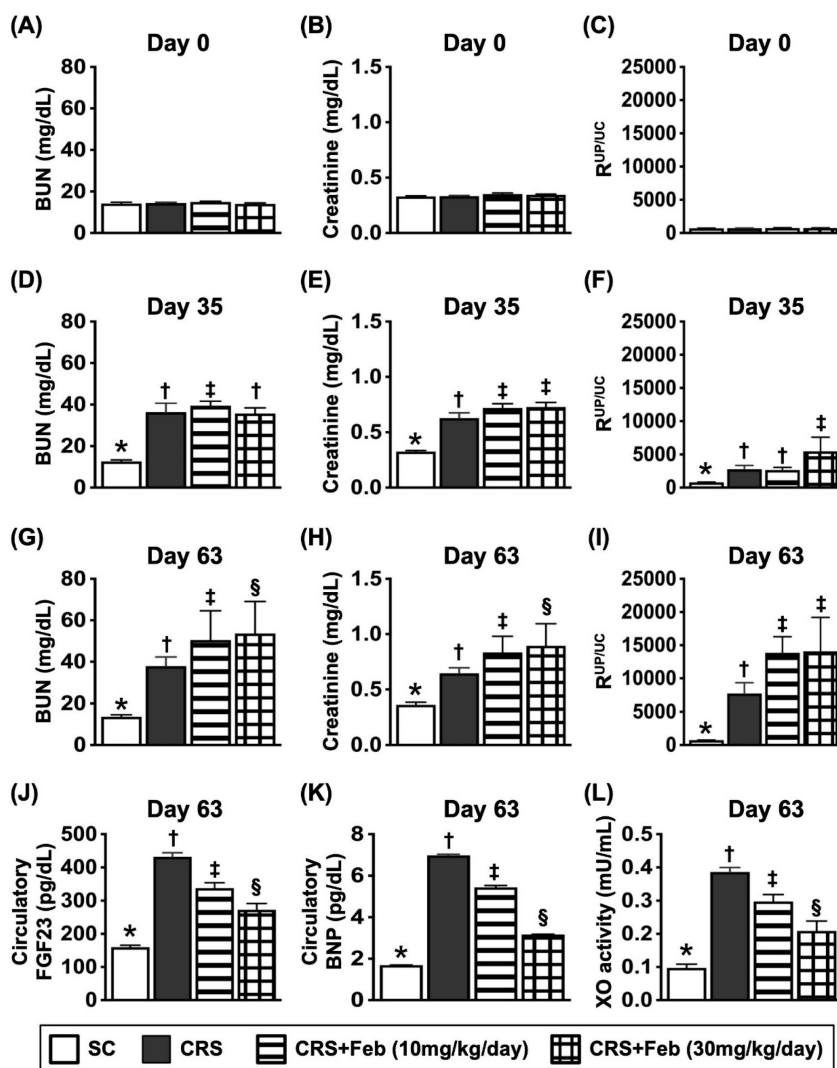 (A) Day 0
BUN (mg/dL)
80
60
40
20
0
(B) Day 0
Creatinine (mg/dL)
1.5
1.0
0.5
0.0
(C) Day 0
R^UP/UC
25000
20000
15000
10000
5000
0
(D) Day 35
BUN (mg/dL)
80
60
40
20
0
* † ‡ †
(E) Day 35
Creatinine (mg/dL)
1.5
1.0
0.5
0.0
* † ‡ ‡
(F) Day 35
R^UP/UC
25000
20000
15000
10000
5000
0
* † † ‡
(G) Day 63
BUN (mg/dL)
80
60
40
20
0
* † ‡ §
(H) Day 63
Creatinine (mg/dL)
1.5
1.0
0.5
0.0
* † ‡ §
(I) Day 63
R^UP/UC
25000
20000
15000
10000
5000
0
* † ‡ ‡
(J) Day 63
Circulatory
FGF23 (pg/dL)
500
400
300
200
100
0
* † ‡ §
(K) Day 63
Circulatory
BNP (pg/dL)
8
6
4
2
0
* † ‡ §
(L) Day 63
XO activity (mU/mL)
0.5
0.4
0.3
0.2
0.1
0.0
* † ‡ §
SC CRS CRS+Feb (10mg/kg/day) CRS+Feb (30mg/kg/day)